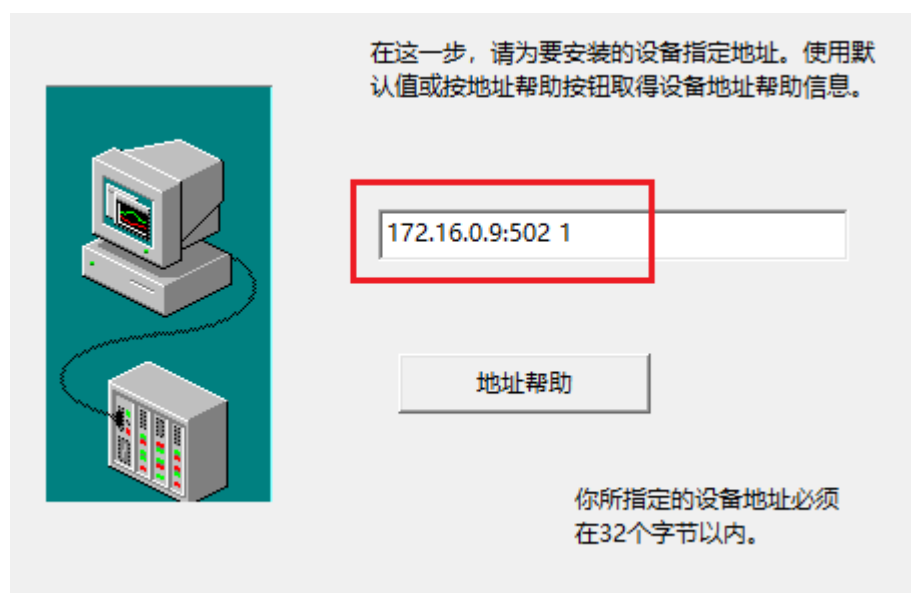 在这一步，请为要安装的设备指定地址。使用默
认值或按地址帮助按钮取得设备地址帮助信息。
172.16.0.9:502 1
地址帮助
你所指定的设备地址必须
在32个字节以内。